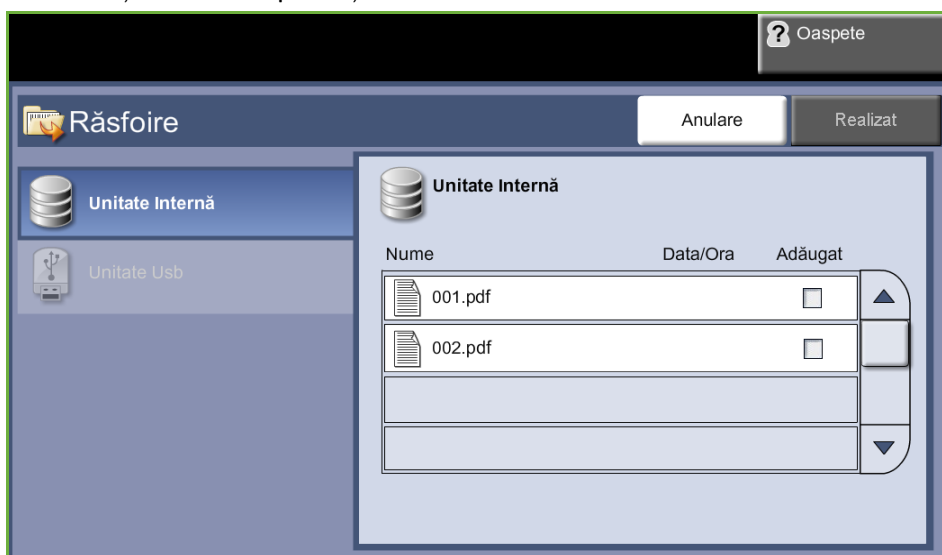 ? Oaspete
Răsfoire
Anulare
Realizat
Unitate Internă
Unitate Usb
Unitate Internă
Nume Data/Ora Adăugat
001.pdf
002.pdf